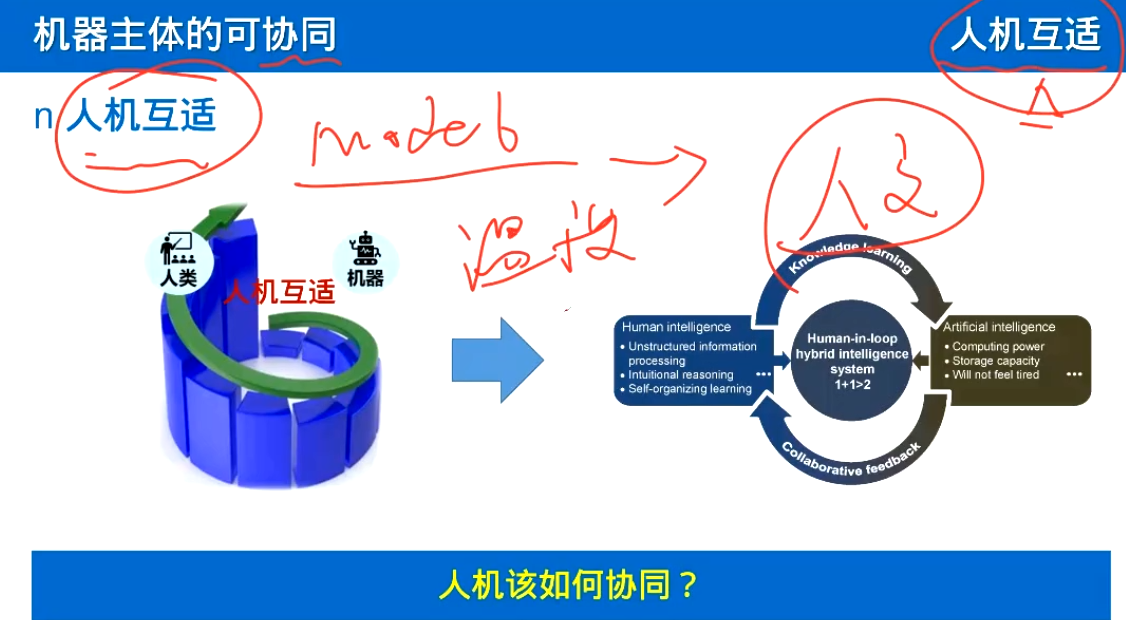 机器主体的可协同
人机互适
n 人机互适
model
人文
温度
人类
机器
人机互适
Knowledge learning
Human intelligence
• Unstructured information
processing
• Intuitional reasoning
• Self-organizing learning
...
Human-in-loop
hybrid intelligence
system
1+1>2
Artificial intelligence
• Computing power
• Storage capacity
• Will not feel tired
...
Collaborative feedback
人机该如何协同？